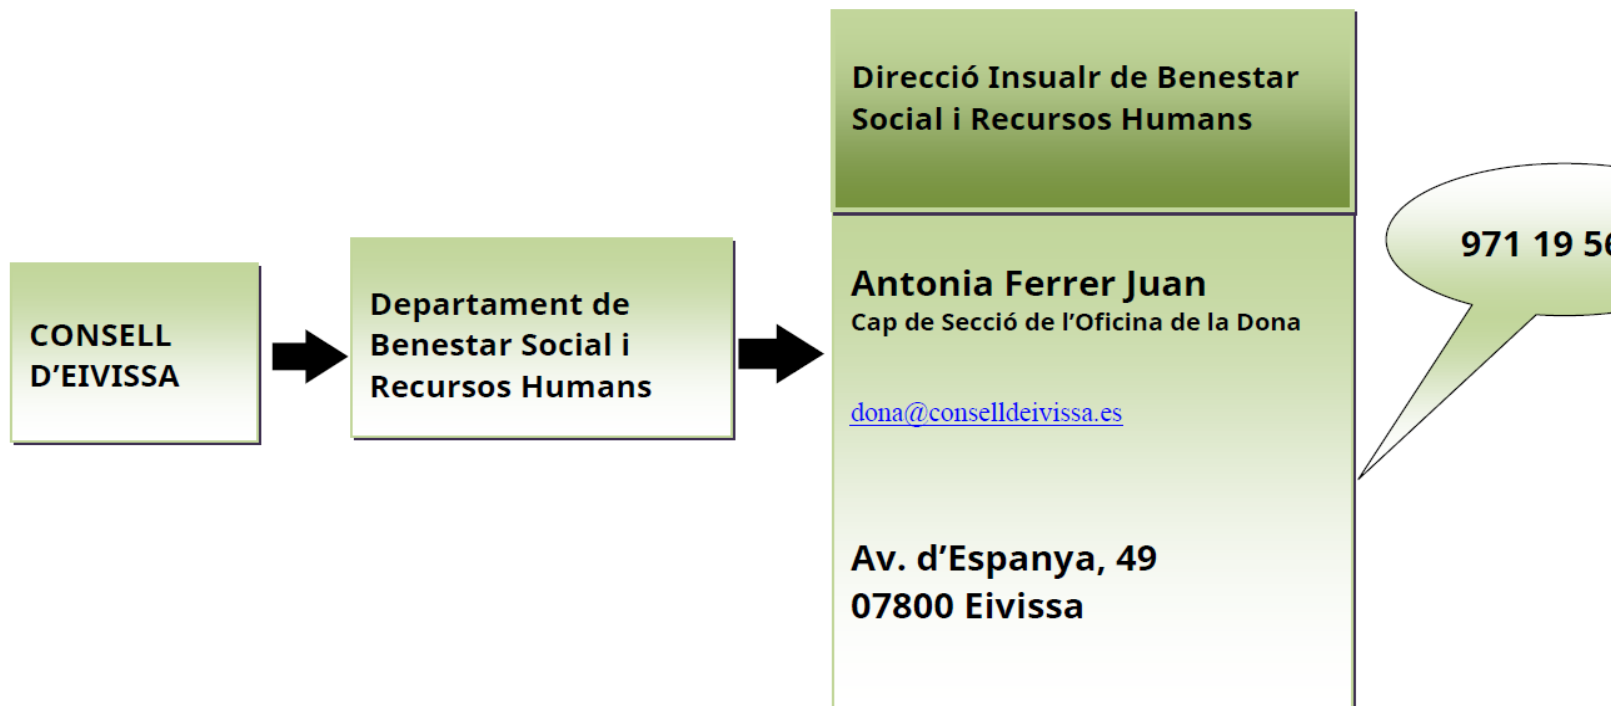 CONSELL
D’EIVISSA
Departament de
Benestar Social i
Recursos Humans
Direcció Insualr de Benestar
Social i Recursos Humans
Antonia Ferrer Juan
Cap de Secció de l’Oficina de la Dona
dona@conselldeivissa.es
Av. d’Espanya, 49
07800 Eivissa
971 19 56